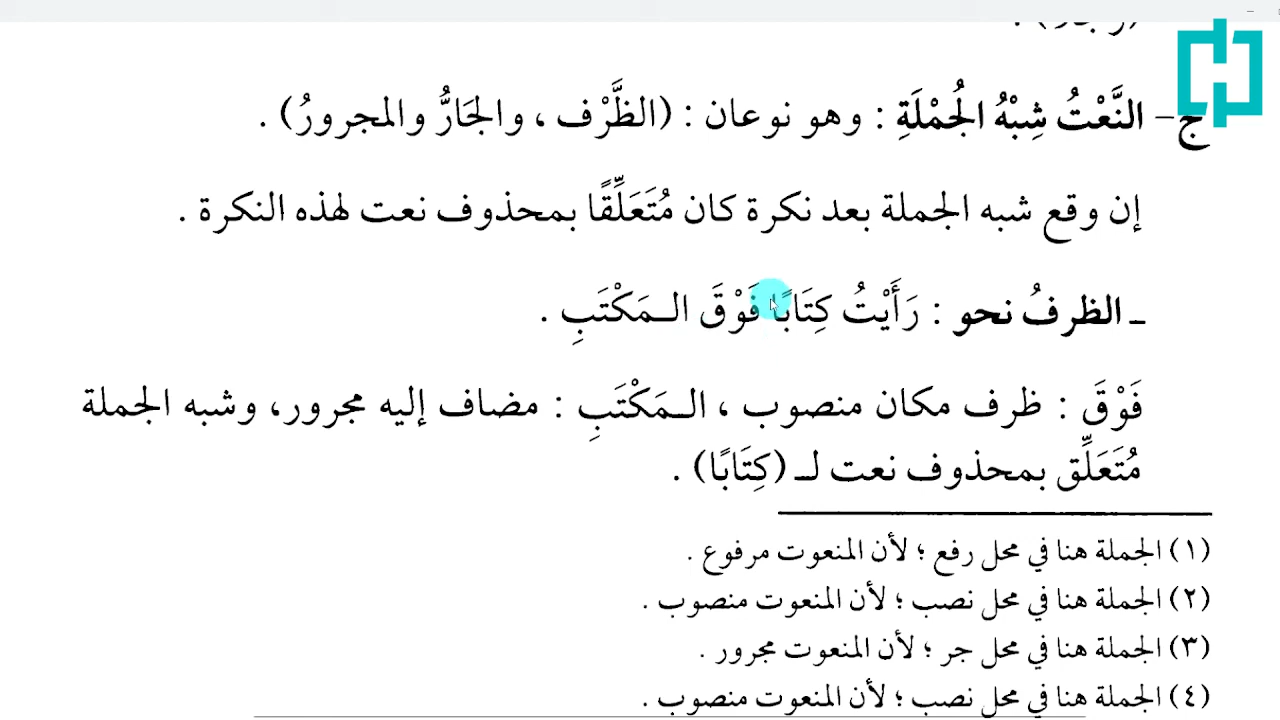 ج- النَّعْتُ شِبْهُ الْجُمْلَةِ : وهو نوعان : (الظَّرْف ، والجَارُّ والمجرورُ) .
إن وقع شبه الجملة بعد نكرة كان مُتَعَلِّقًا بمحذوف نعت لهذه النكرة .
ـ الظرفُ نحو : رَأَيْتُ كِتَابًا فَوْقَ الـمَكْتَبِ .
فَوْقَ : ظرف مكان منصوب ، الـمَكْتَبِ : مضاف إليه مجرور، وشبه الجملة
مُتَعَلِّق بمحذوف نعت لـ (كِتَابًا) .
(١) الجملة هنا في محل رفع ؛ لأن المنعوت مرفوع .
(٢) الجملة هنا في محل نصب ؛ لأن المنعوت منصوب .
(٣) الجملة هنا في محل جر ؛ لأن المنعوت مجرور .
(٤) الجملة هنا في محل نصب ؛ لأن المنعوت منصوب .